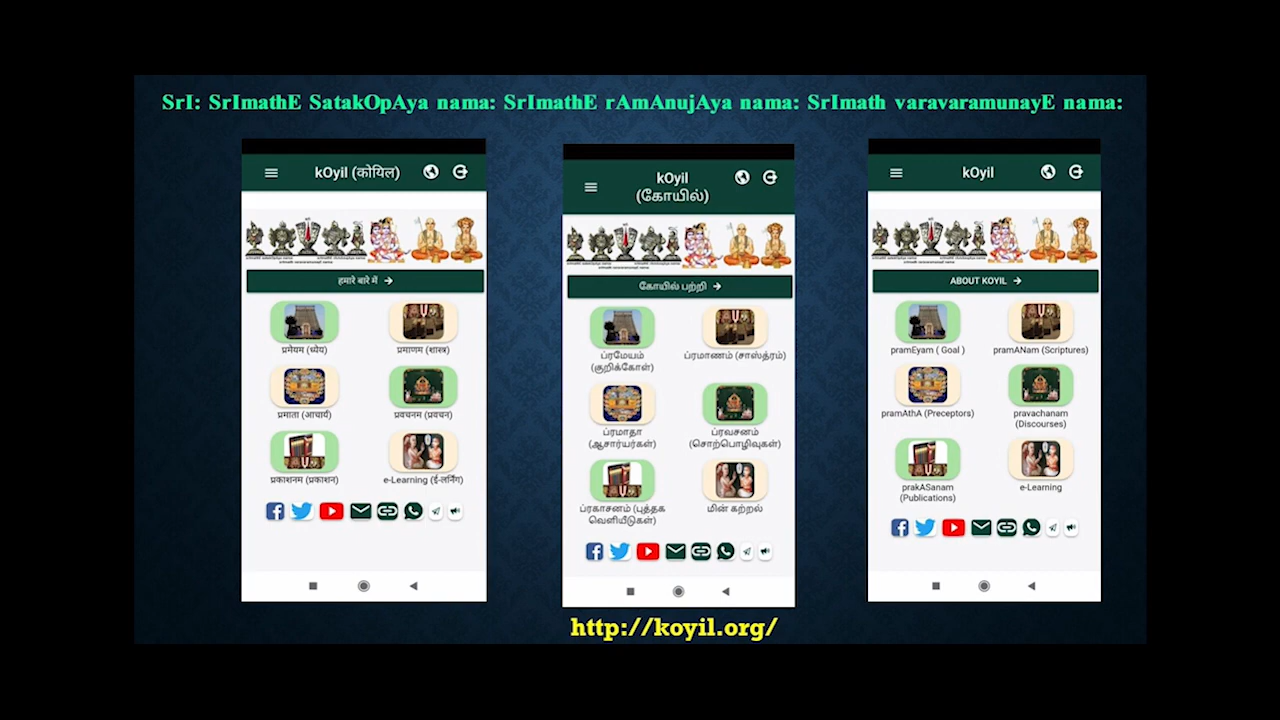 SrI: SrImathE SatakOpAya nama: SrImathE rAmAnujAya nama: SrImath varavaramunayE nama:
kOyil (कोयिल)
हमारे बारे में
प्रमेयम (ध्येय)
प्रमाणम (शास्त्र)
प्रमाता (आचार्य)
प्रवचनम (प्रवचन)
प्रकाशनम (प्रकाशन)
e-Learning (ई-लर्निंग)
kOyil
(கோயில்)
கோயில் பற்றி
ப்ரமேயம்
(குறிக்கோள்)
ப்ரமாணம் (சாஸ்த்ரம்)
ப்ரமாதா
(ஆசார்யர்கள்)
ப்ரவசனம்
(சொற்பொழிவுகள்)
ப்ரகாசனம் (புத்தக
வெளியீடுகள்)
மின் கற்றல்
kOyil
ABOUT KOYIL
pramEyam ( Goal )
pramANam (Scriptures)
pramAthA (Preceptors)
pravachanam
(Discourses)
prakASanam
(Publications)
e-Learning
http://koyil.org/